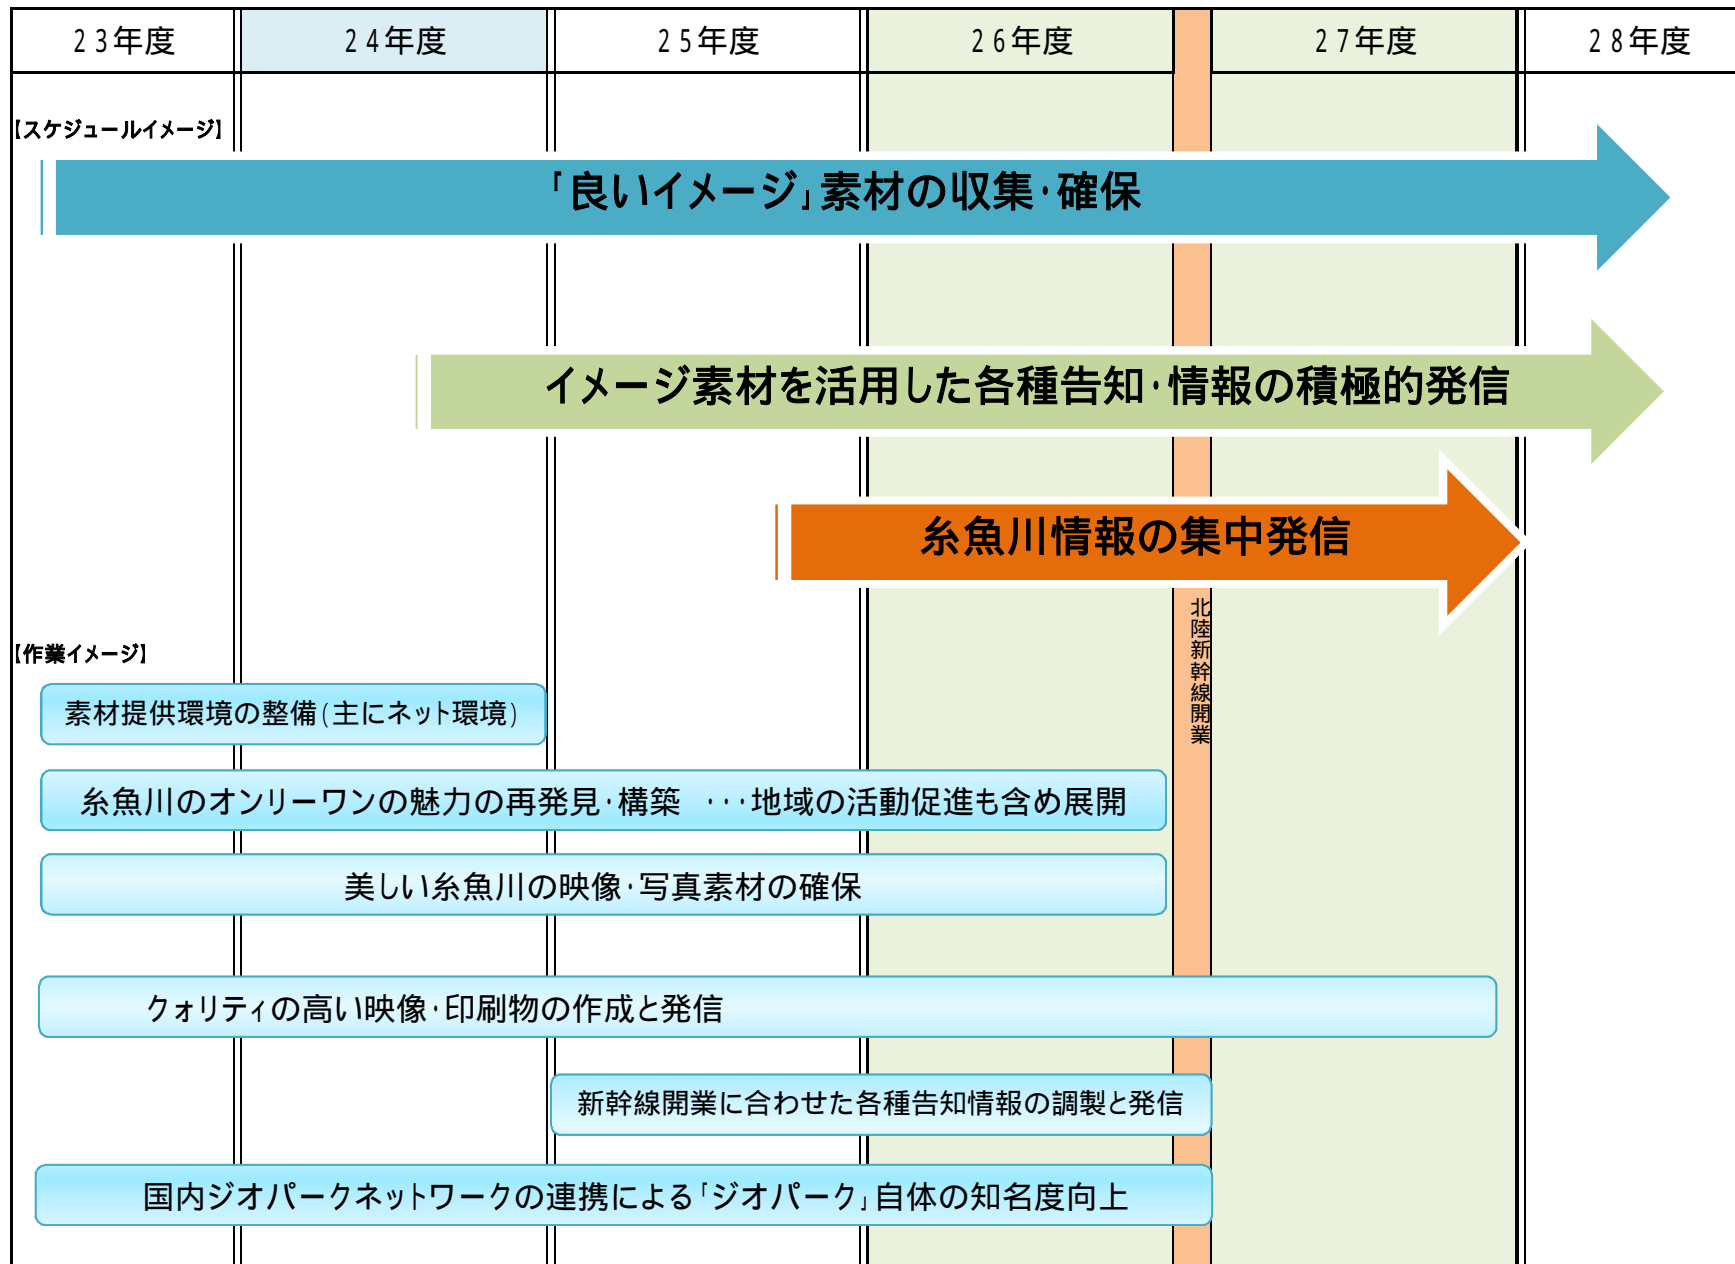 23年度
24年度
25年度
26年度
27年度
28年度
【スケジュールイメージ】
「良いイメージ」素材の収集・確保
イメージ素材を活用した各種告知・情報の積極的発信
糸魚川情報の集中発信
北陸新幹線開業
【作業イメージ】
素材提供環境の整備(主にネット環境)
糸魚川のオンリーワンの魅力の再発見・構築 ・・・地域の活動促進も含め展開
美しい糸魚川の映像・写真素材の確保
クォリティの高い映像・印刷物の作成と発信
新幹線開業に合わせた各種告知情報の調製と発信
国内ジオパークネットワークの連携による「ジオパーク」自体の知名度向上